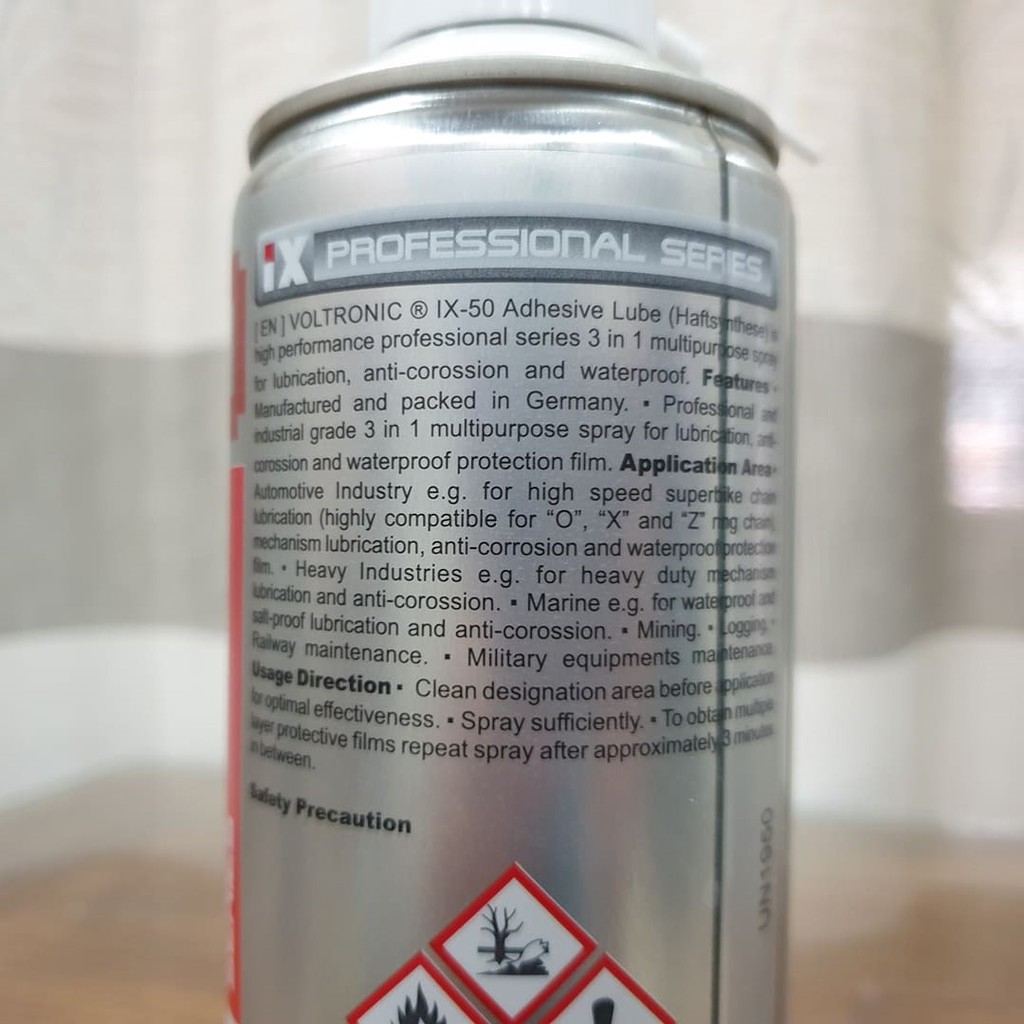 iX PROFESSIONAL SERIES
[ EN ] VOLTRONIC ® IX-50 Adhesive Lube (Haftsynthese) is
high performance professional series 3 in 1 multipurpose spray
for lubrication, anti-corossion and waterproof. Features ▪
Manufactured and packed in Germany. ▪ Professional and
industrial grade 3 in 1 multipurpose spray for lubrication, anti-
corossion and waterproof protection film. Application Area▪
Automotive Industry e.g. for high speed superbike chain
lubrication (highly compatible for “O”, “X” and “Z” ring chain),
mechanism lubrication, anti-corrosion and waterproof protection
film. ▪ Heavy Industries e.g. for heavy duty mechanism
lubrication and anti-corossion. ▪ Marine e.g. for waterproof and
salt-proof lubrication and anti-corossion. ▪ Mining. ▪ Logging. ▪
Railway maintenance. ▪ Military equipments maintenance.
Usage Direction ▪ Clean designation area before application
for optimal effectiveness. ▪ Spray sufficiently. ▪ To obtain multiple
layer protective films repeat spray after approximately 3 minutes
in between.
Safety Precaution
UN1950